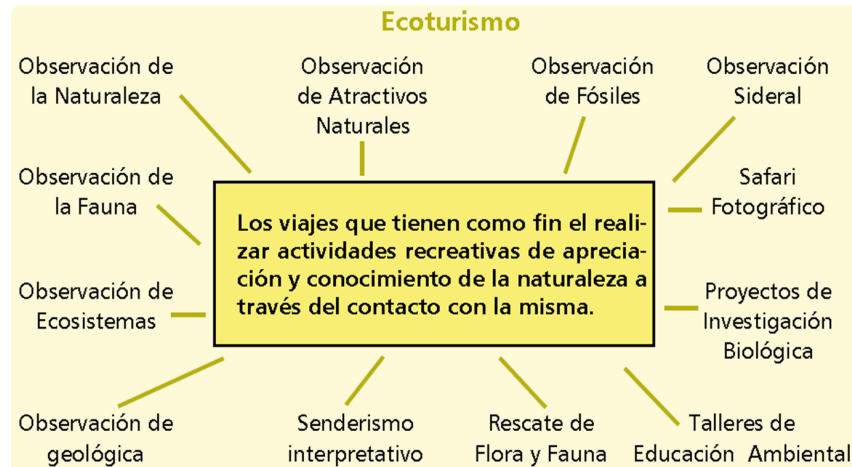 Ecoturismo
Observación de
la Naturaleza
Observación
de Atractivos
Naturales
Observación
de Fósiles
Observación
Sideral
Observación de
la Fauna
Safari
Fotográfico
Los viajes que tienen como fin el reali-
zar actividades recreativas de aprecia-
ción y conocimiento de la naturaleza a
través del contacto con la misma.
Observación de
Ecosistemas
Proyectos de
Investigación
Biológica
Observación de
geológica
Senderismo
interpretativo
Rescate de
Flora y Fauna
Talleres de
Educación Ambiental